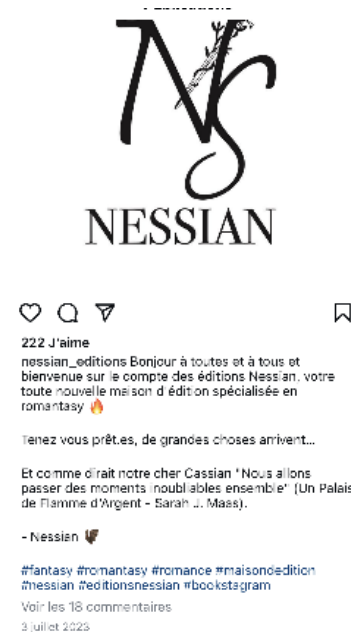 NS
NESSIAN
222 J'aime
nessian_editions Bonjour à toutes et à tous et
bienvenue sur le compte des éditions Nessian, votre
toute nouvelle maison d'édition spécialisée en
romantasy 🔥
Tenez vous prêt.es, de grandes choses arrivent...
Et comme dirait notre cher Cassian "Nous allons
passer des moments inoubliables ensemble" (Un Palais
de Flamme d'Argent - Sarah J. Maas).
- Nessian
#fantasy #romantasy #romance #maisondedition
#nessian #editionsnessian #bookstagram
Voir les 18 commentaires
3 juillet 2023